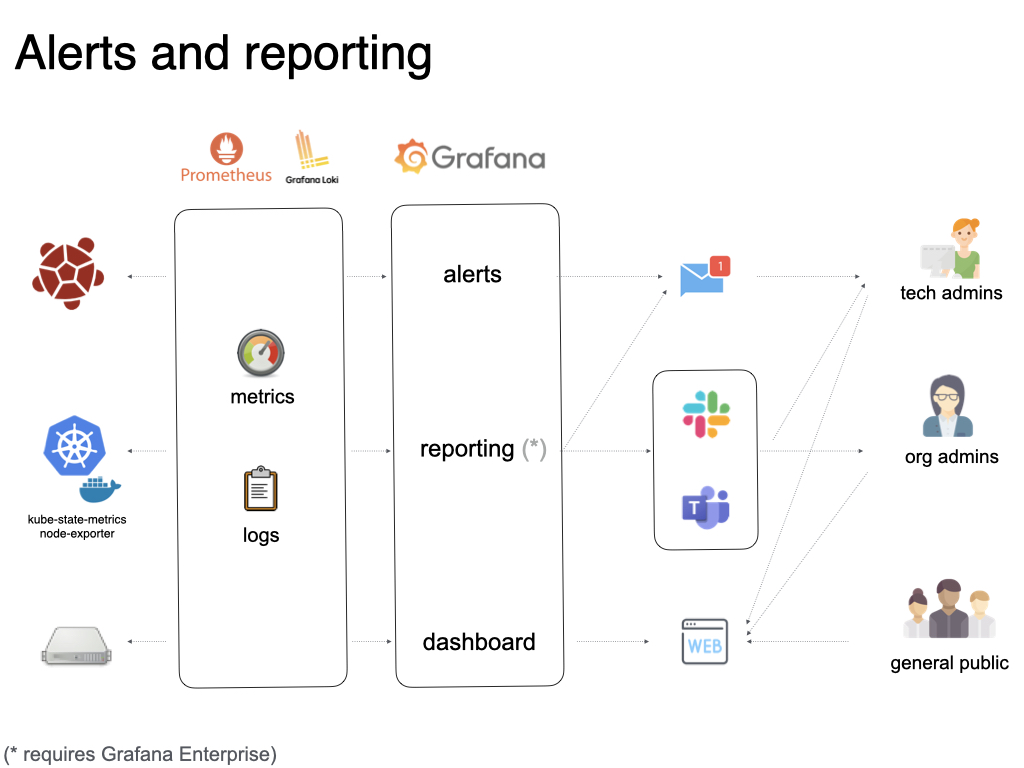 Alerts and reporting
Prometheus
Grafana Loki
Grafana
alerts
1
tech admins
metrics
reporting (*)
org admins
kube-state-metrics
node-exporter
logs
T
dashboard
WEB
general public
(* requires Grafana Enterprise)